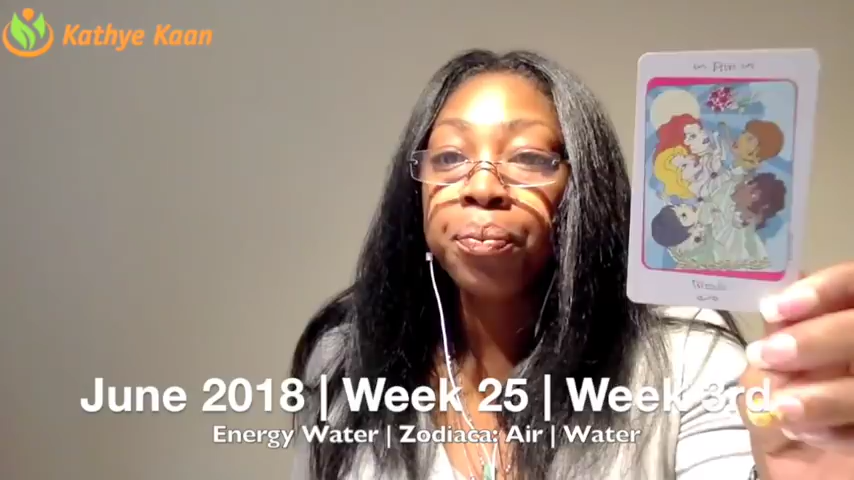 Kathye Kaan
Five
Wands
June 2018 | Week 25 | Week 3rd
Energy Water | Zodiaca: Air | Water